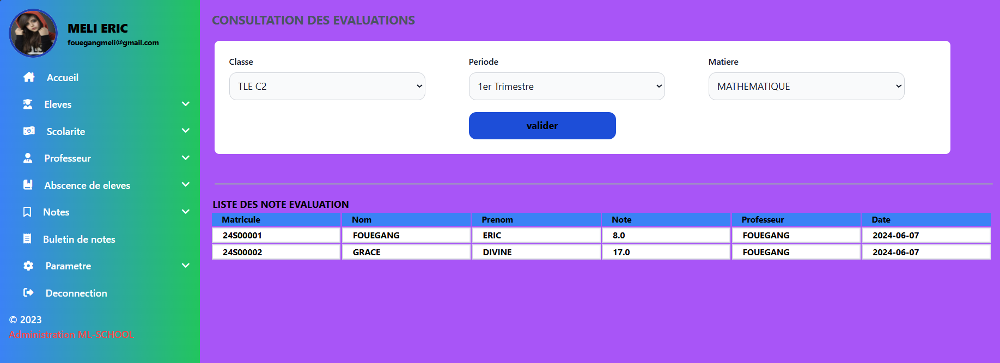 MELI ERIC
fouegangmeli@gmail.com
Accueil
Eleves
Scolarite
Professeur
Abscence de eleves
Notes
Buletin de notes
Parametre
Deconnection
© 2023
Administration ML-SCHOOL
CONSULTATION DES EVALUATIONS
Classe Periode Matiere
TLE C2 1er Trimestre MATHEMATIQUE
valider
LISTE DES NOTE EVALUATION
Matricule Nom Prenom Note Professeur Date
24S00001 FOUEGANG ERIC 8.0 FOUEGANG 2024-06-07
24S00002 GRACE DIVINE 17.0 FOUEGANG 2024-06-07